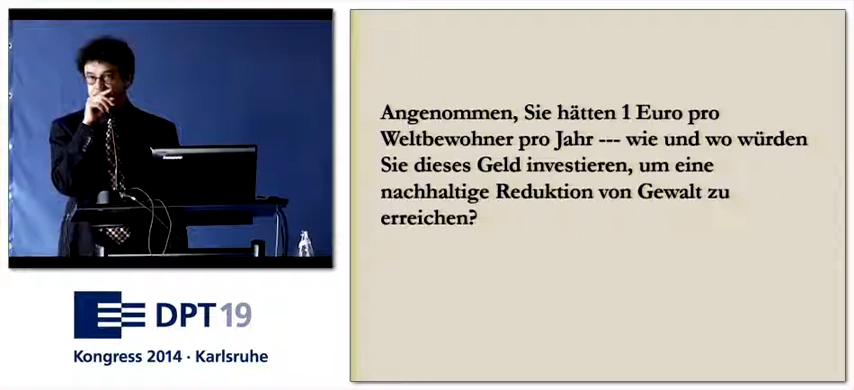 Angenommen, Sie hätten 1 Euro pro
Weltbewohner pro Jahr --- wie und wo würden
Sie dieses Geld investieren, um eine
nachhaltige Reduktion von Gewalt zu
erreichen?
lenovo
DPT 19
Kongress 2014 · Karlsruhe